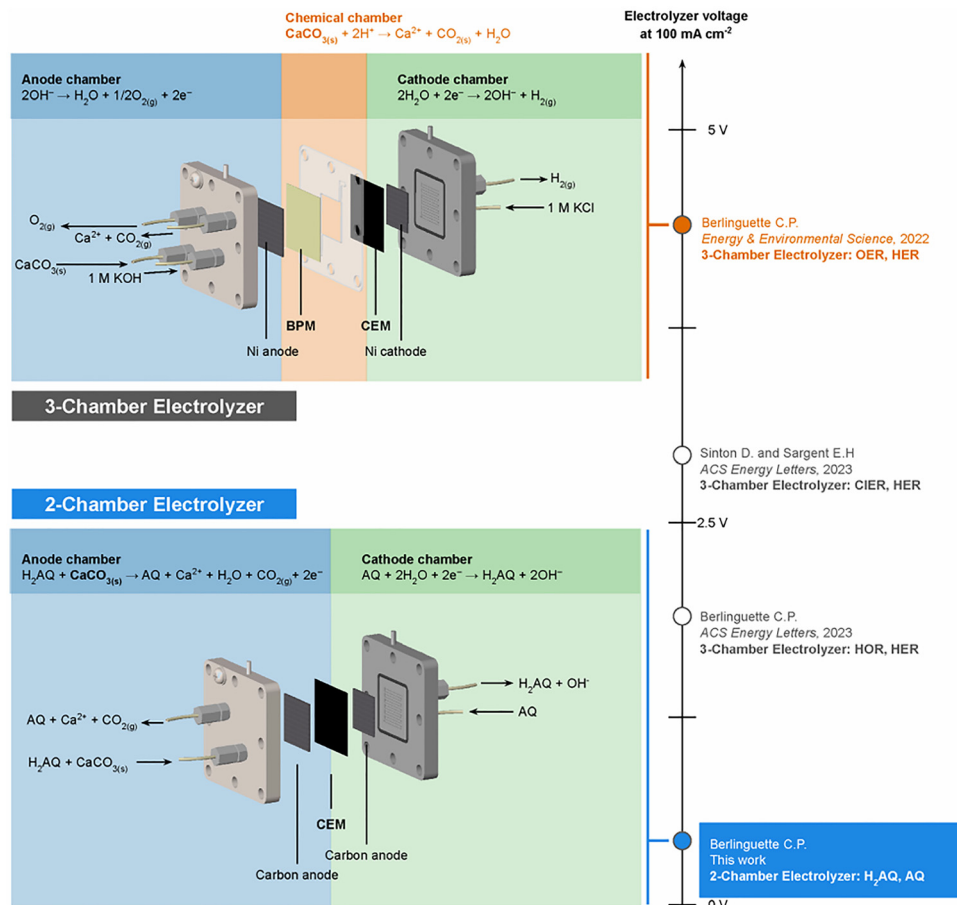 Chemical chamber
CaCO3(s) + 2H⁺ → Ca²⁺ + CO2(s) + H2O
Electrolyzer voltage
at 100 mA cm⁻²
Anode chamber
2OH⁻ → H2O + 1/2O2(g) + 2e⁻
Cathode chamber
2H2O + 2e⁻ → 2OH⁻ + H2(g)
5 V
O2(g)
Ca²⁺ + CO2(g)
CaCO3(s)
1 M KOH
H2(g)
1 M KCl
BPM
CEM
Ni anode
Ni cathode
Berlinguette C.P.
Energy & Environmental Science, 2022
3-Chamber Electrolyzer: OER, HER
3-Chamber Electrolyzer
Sinton D. and Sargent E.H
ACS Energy Letters, 2023
3-Chamber Electrolyzer: ClER, HER
2-Chamber Electrolyzer
2.5 V
Anode chamber
H2AQ + CaCO3(s) → AQ + Ca²⁺ + H2O + CO2(g) + 2e⁻
Cathode chamber
AQ + 2H2O + 2e⁻ → H2AQ + 2OH⁻
Berlinguette C.P.
ACS Energy Letters, 2023
3-Chamber Electrolyzer: HOR, HER
AQ + Ca²⁺ + CO2(g)
H2AQ + CaCO3(s)
H2AQ + OH⁻
AQ
CEM
Carbon anode
Carbon anode
Berlinguette C.P.
This work
2-Chamber Electrolyzer: H2AQ, AQ
0 V